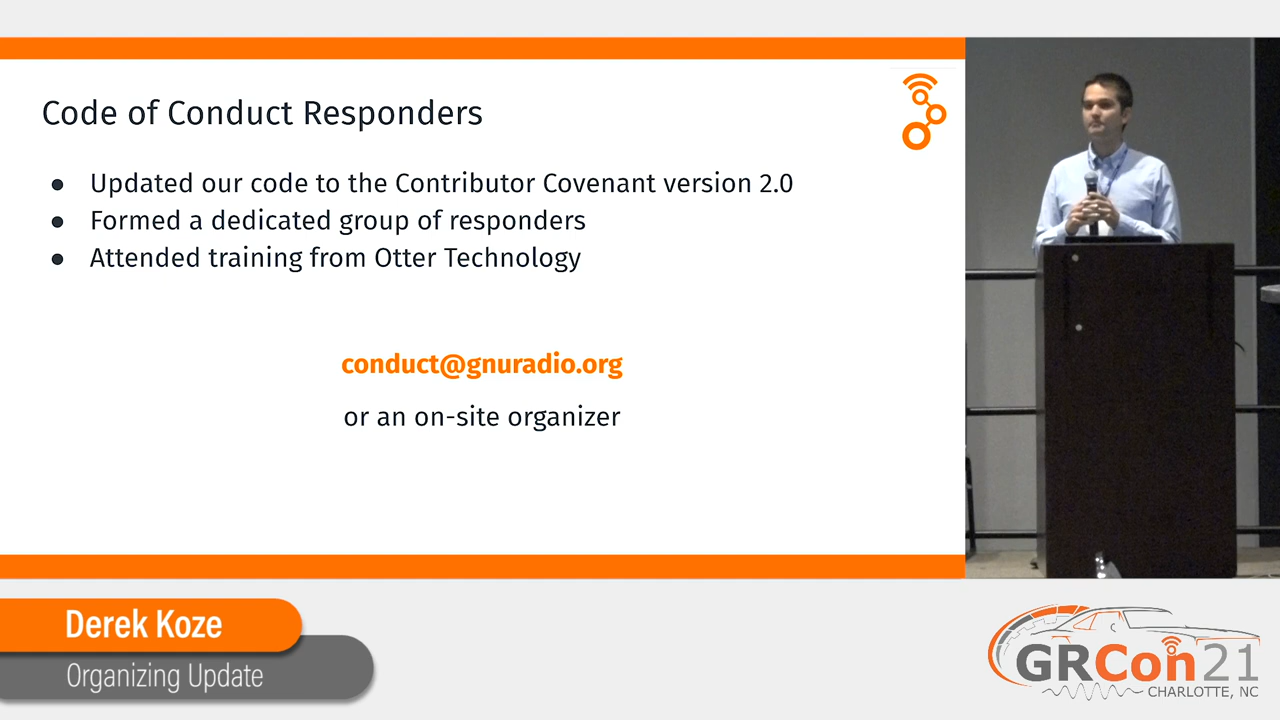 Code of Conduct Responders
● Updated our code to the Contributor Covenant version 2.0
● Formed a dedicated group of responders
● Attended training from Otter Technology
conduct@gnuradio.org
or an on-site organizer
Derek Koze
Organizing Update
GRCon21
CHARLOTTE, NC